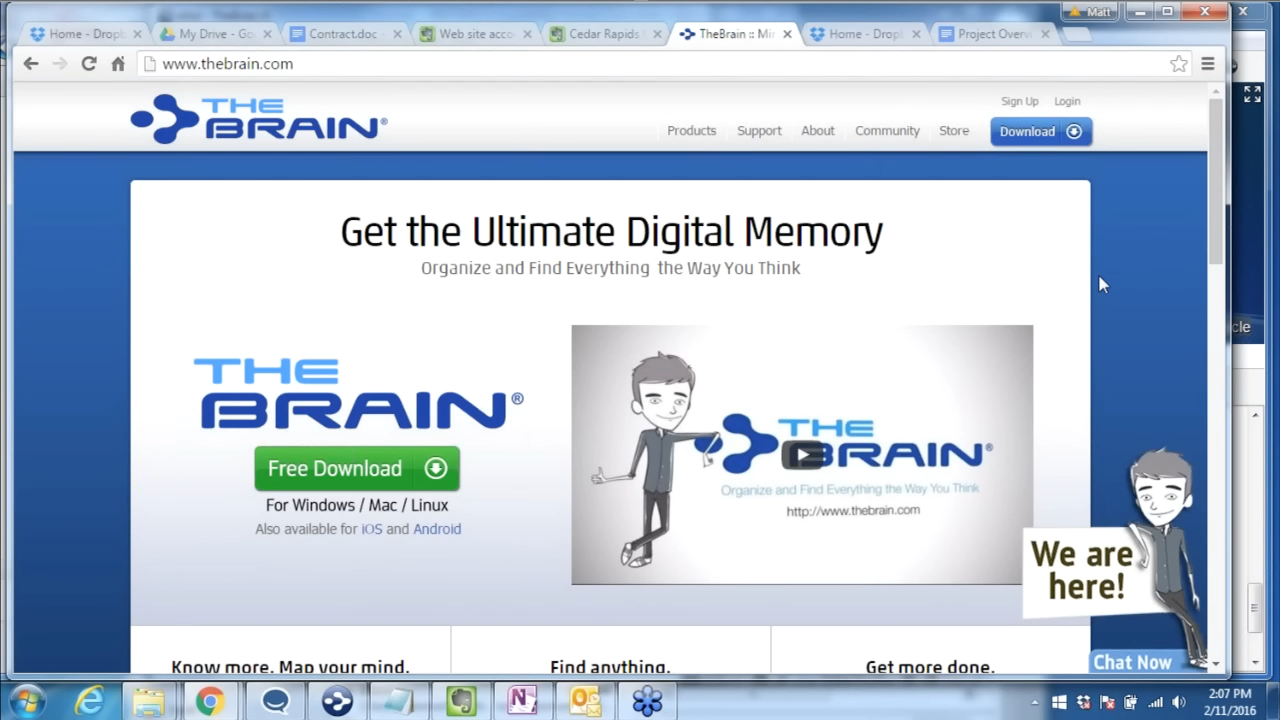 Matt
Home - Dropb
My Drive - Go
Contract.doc
Web site acco
Cedar Rapids
TheBrain :: Min
Home - Dropl
Project Overv
www.thebrain.com
THE BRAIN®
Sign Up Login
Products Support About Community Store Download
Get the Ultimate Digital Memory
Organize and Find Everything the Way You Think
THE BRAIN®
Free Download
For Windows / Mac / Linux
Also available for iOS and Android
THE BRAIN®
Organize and Find Everything the Way You Think
http://www.thebrain.com
cle
We are
here!
Chat Now
Know more. Map your mind.
Find anything.
Get more done.
2:07 PM
2/11/2016